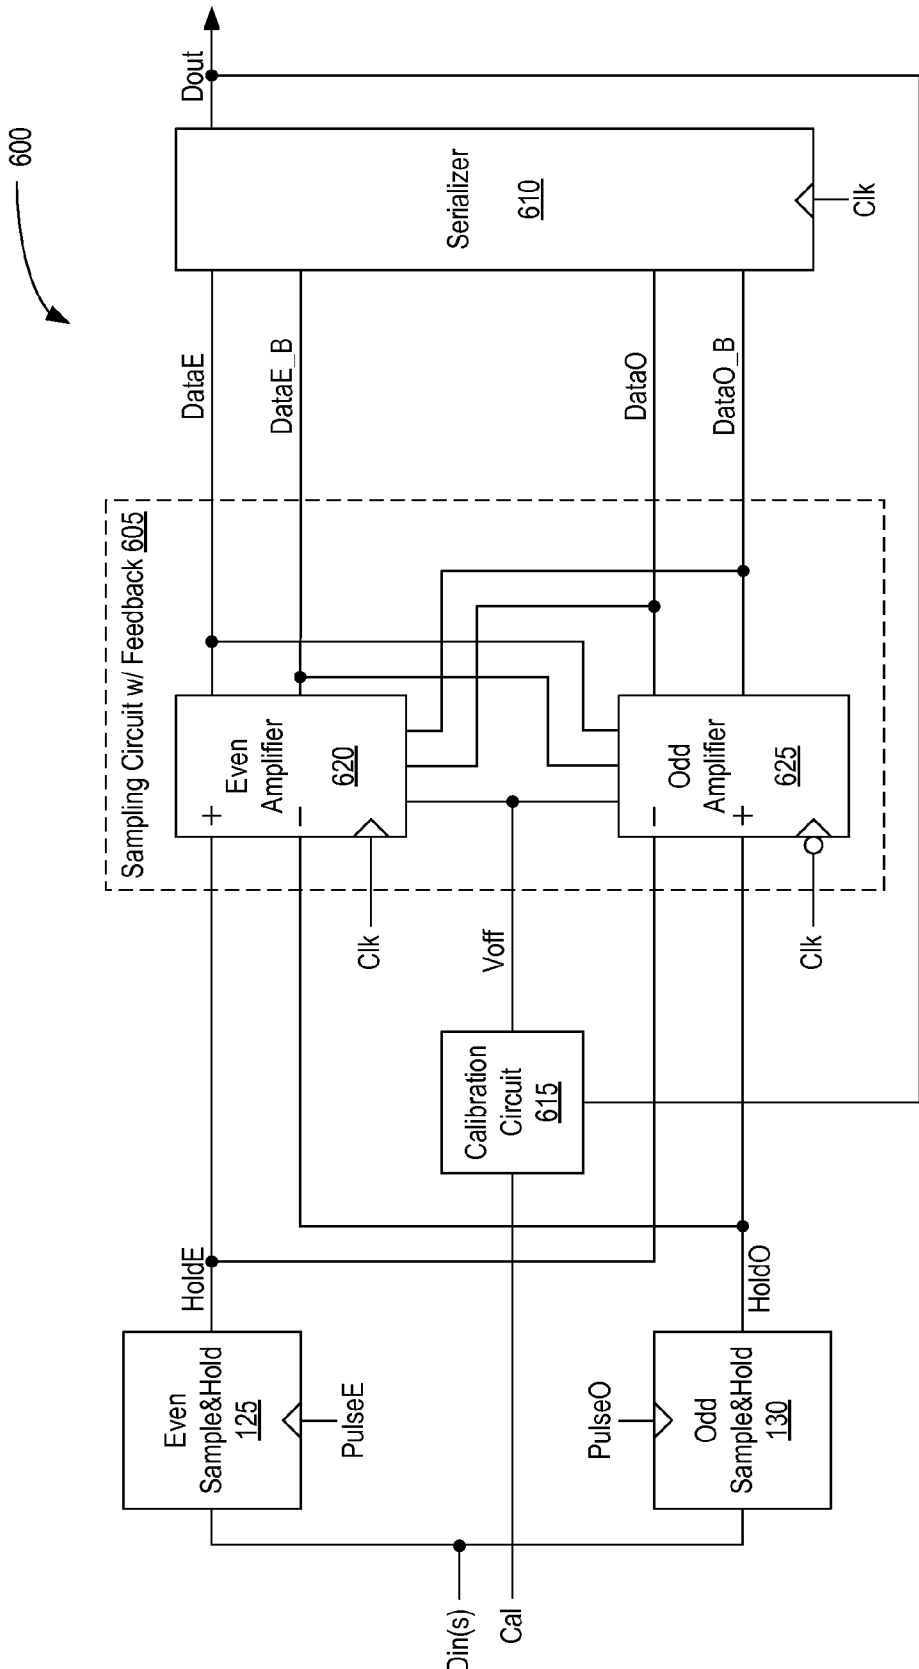 600
Din(s)
Cal
Even
Sample&Hold
125
PulseE
PulseO
Odd
Sample&Hold
130
HoldE
HoldO
Calibration
Circuit
615
Voff
Sampling Circuit w/ Feedback 605
Clk
+
Even
Amplifier
−
620
Clk
−
Odd
Amplifier
+
625
DataE
DataE_B
DataO
DataO_B
Serializer
610
Clk
Dout